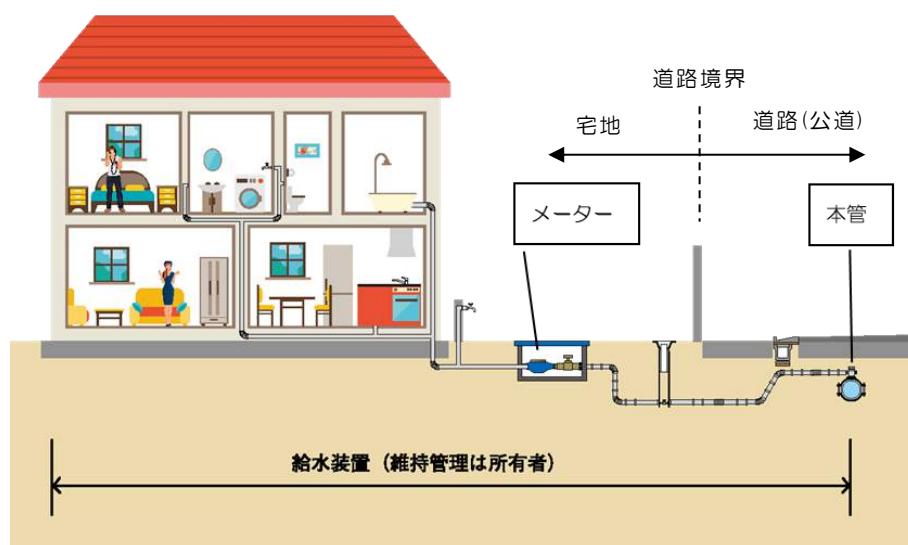 道路境界
宅地
道路(公道)
メーター
本管
給水装置（維持管理は所有者）